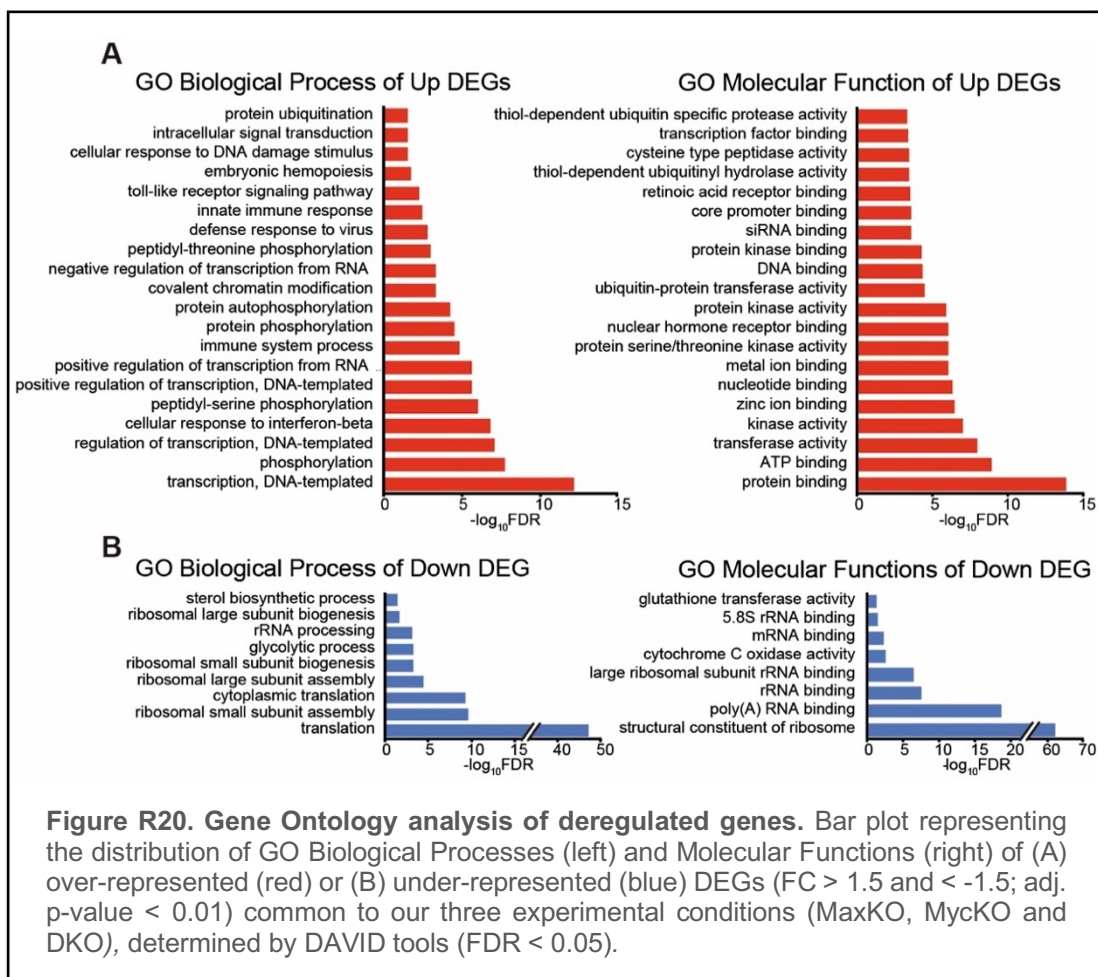 A
GO Biological Process of Up DEGs
protein ubiquitination
intracellular signal transduction
cellular response to DNA damage stimulus
embryonic hemopoiesis
toll-like receptor signaling pathway
innate immune response
defense response to virus
peptidyl-threonine phosphorylation
negative regulation of transcription from RNA
covalent chromatin modification
protein autophosphorylation
protein phosphorylation
immune system process
positive regulation of transcription from RNA ..
positive regulation of transcription, DNA-templated
peptidyl-serine phosphorylation
cellular response to interferon-beta
regulation of transcription, DNA-templated
phosphorylation
transcription, DNA-templated
0 5 10 15
-log10FDR
GO Molecular Function of Up DEGs
thiol-dependent ubiquitin specific protease activity
transcription factor binding
cysteine type peptidase activity
thiol-dependent ubiquitinyl hydrolase activity
retinoic acid receptor binding
core promoter binding
siRNA binding
protein kinase binding
DNA binding
ubiquitin-protein transferase activity
protein kinase activity
nuclear hormone receptor binding
protein serine/threonine kinase activity
metal ion binding
nucleotide binding
zinc ion binding
kinase activity
transferase activity
ATP binding
protein binding
0 5 10 15
-log10FDR
B
GO Biological Process of Down DEG
sterol biosynthetic process
ribosomal large subunit biogenesis
rRNA processing
glycolytic process
ribosomal small subunit biogenesis
ribosomal large subunit assembly
cytoplasmic translation
ribosomal small subunit assembly
translation
0 5 10 15 40 50
-log10FDR
GO Molecular Functions of Down DEG
glutathione transferase activity
5.8S rRNA binding
mRNA binding
cytochrome C oxidase activity
large ribosomal subunit rRNA binding
rRNA binding
poly(A) RNA binding
structural constituent of ribosome
0 5 10 15 20 60 70
-log10FDR
Figure R20. Gene Ontology analysis of deregulated genes. Bar plot representing
the distribution of GO Biological Processes (left) and Molecular Functions (right) of (A)
over-represented (red) or (B) under-represented (blue) DEGs (FC > 1.5 and < -1.5; adj.
p-value < 0.01) common to our three experimental conditions (MaxKO, MycKO and
DKO), determined by DAVID tools (FDR < 0.05).